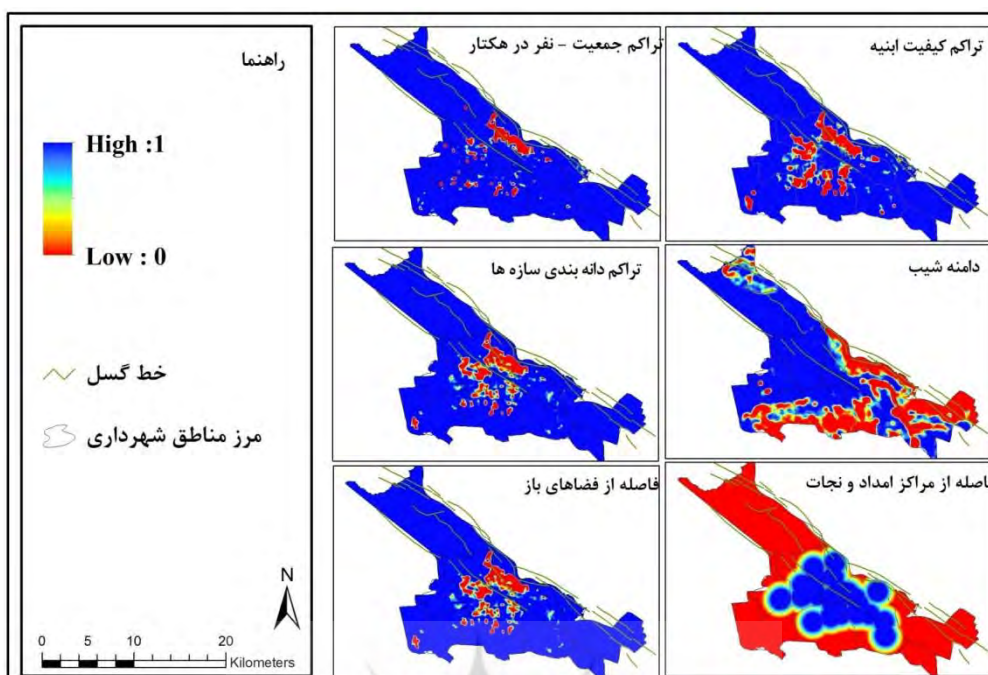 راهنما
High :1
Low : 0
خط گسل
مرز مناطق شهرداری
N
0 5 10 20
Kilometers
تراکم کیفیت ابنیه
تراکم جمعیت - نفر در هکتار
دامنه شیب
تراکم دانه بندی سازه ها
اصله از مراکز امداد و نجات
فاصله از فضاهای باز